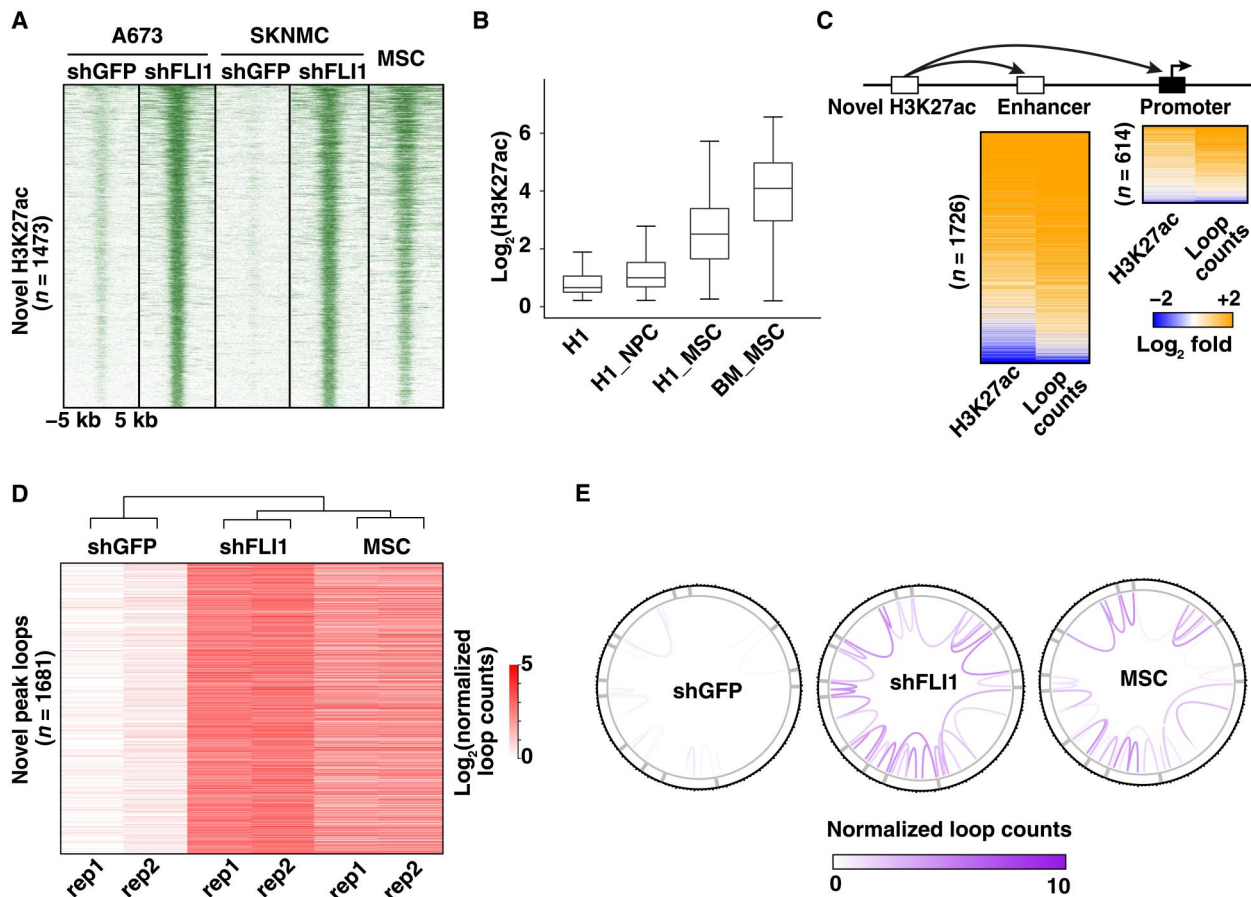 A
A673
SKNMC
MSC
shGFP
shFLI1
shGFP
shFLI1
Novel H3K27ac
(n = 1473)
−5 kb
5 kb
B
Log2(H3K27ac)
6
4
2
0
H1
H1_NPC
H1_MSC
BM_MSC
C
Novel H3K27ac
Enhancer
Promoter
(n = 1726)
H3K27ac
Loop
counts
(n = 614)
H3K27ac
Loop
counts
−2
+2
Log2 fold
D
shGFP
shFLI1
MSC
Novel peak loops
(n = 1681)
rep1
rep2
rep1
rep2
rep1
rep2
Log2(normalized
loop counts)
5
0
E
shGFP
shFLI1
MSC
Normalized loop counts
0
10